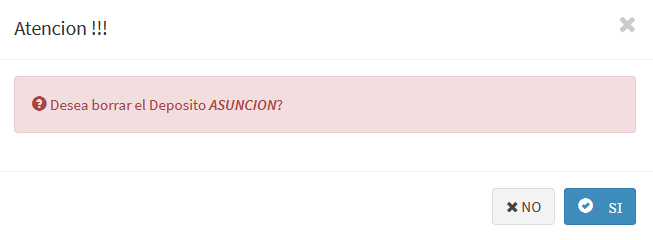 Atencion !!!
Desea borrar el Deposito ASUNCION?
NO
SI